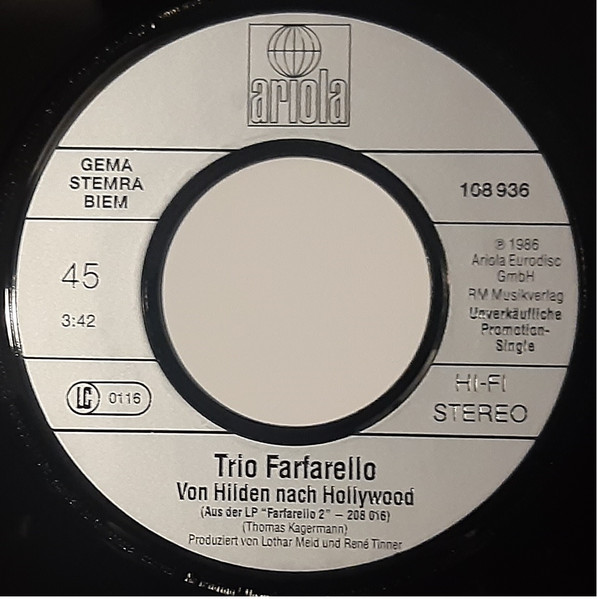 ariola
GEMA
STEMRA
BIEM
108 936
45
3:42
℗ 1986
Ariola Eurodisc
GmbH
RM Musikverlag
Unverkäufliche
Promotion-
Single
LC 0116
HI-FI
STEREO
Trio Farfarello
Von Hilden nach Hollywood
(Aus der LP "Farfarello 2" – 208 016)
(Thomas Kagermann)
Produziert von Lothar Meid und René Tinner